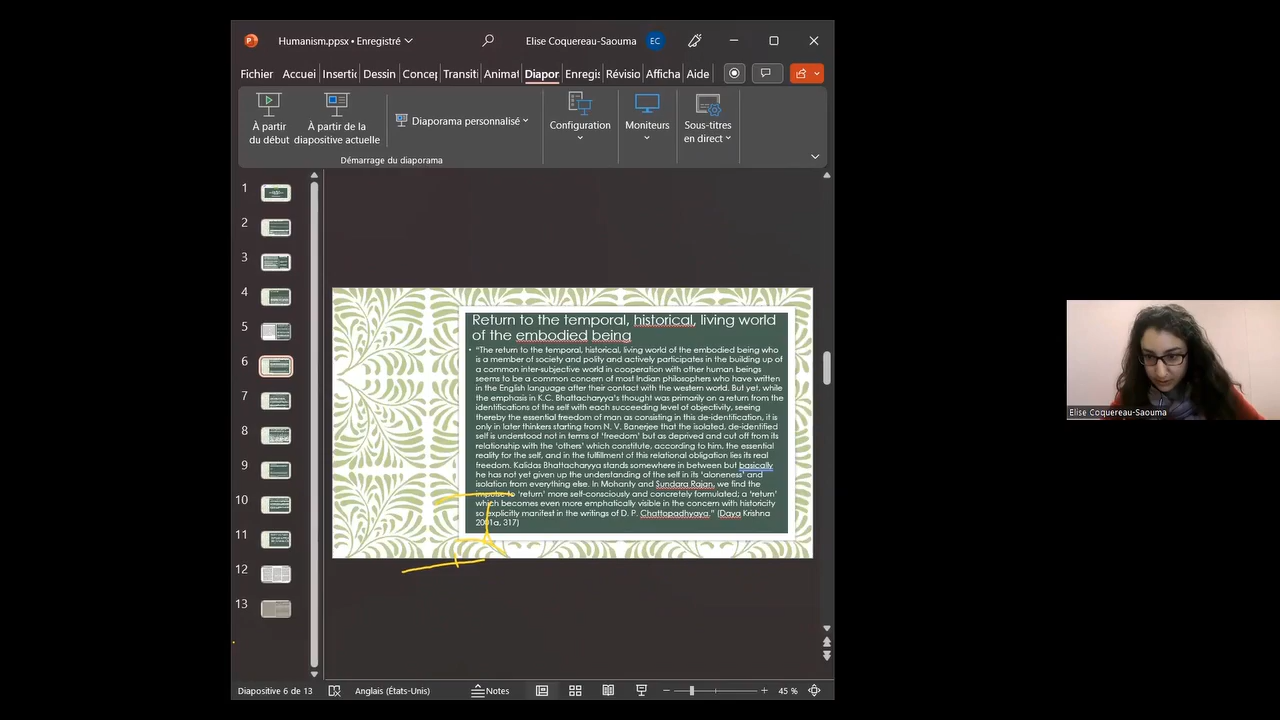 Humanism.ppsx • Enregistré
Elise Coquereau-Saouma
EC
Fichier Accuei Insertic Dessin Concep Transiti Animat Diapor Enregis Révisio Afficha Aide
À partir du début
À partir de la diapositive actuelle
Diaporama personnalisé
Configuration
Moniteurs
Sous-titres en direct
Démarrage du diaporama
1
2
3
4
5
6
7
8
9
10
11
12
13
Return to the temporal, historical, living world
of the embodied being
• "The return to the temporal, historical, living world of the embodied being who
is a member of society and polity and actively participates in the building up of
a common inter-subjective world in cooperation with other human beings
seems to be a common concern of most Indian philosophers who have written
in the English language after their contact with the western world. But yet, while
the emphasis in K.C. Bhattacharyya's thought was primarily on a return from the
identifications of the self with each succeeding level of objectivity, seeing
thereby the essential freedom of man as consisting in this de-identification, it is
only in later thinkers starting from N. V. Banerjee that the isolated, de-identified
self is understood not in terms of 'freedom' but as deprived and cut off from its
relationship with the 'others' which constitute, according to him, the essential
reality for the self, and in the fulfillment of this relational obligation lies its real
freedom. Kalidas Bhattacharyya stands somewhere in between but basically
he has not yet given up the understanding of the self in its 'aloneness' and
isolation from everything else. In Mohanty and Sundara Rajan, we find the
impulse to 'return' more self-consciously and concretely formulated; a 'return'
which becomes even more emphatically visible in the concern with historicity
so explicitly manifest in the writings of D. P. Chattopadhyaya." (Daya Krishna
2001a, 317)
Elise Coquereau-Saouma
Diapositive 6 de 13
Anglais (États-Unis)
Notes
45 %